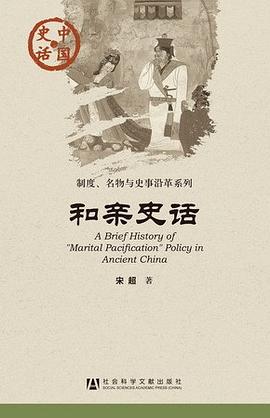 中国
史话
制度、名物与史事沿革系列
和亲史话
A Brief History of
"Marital Pacification" Policy in
Ancient China
宋 超 著
社会科学文献出版社
SOCIAL SCIENCES ACADEMIC PRESS (CHINA)